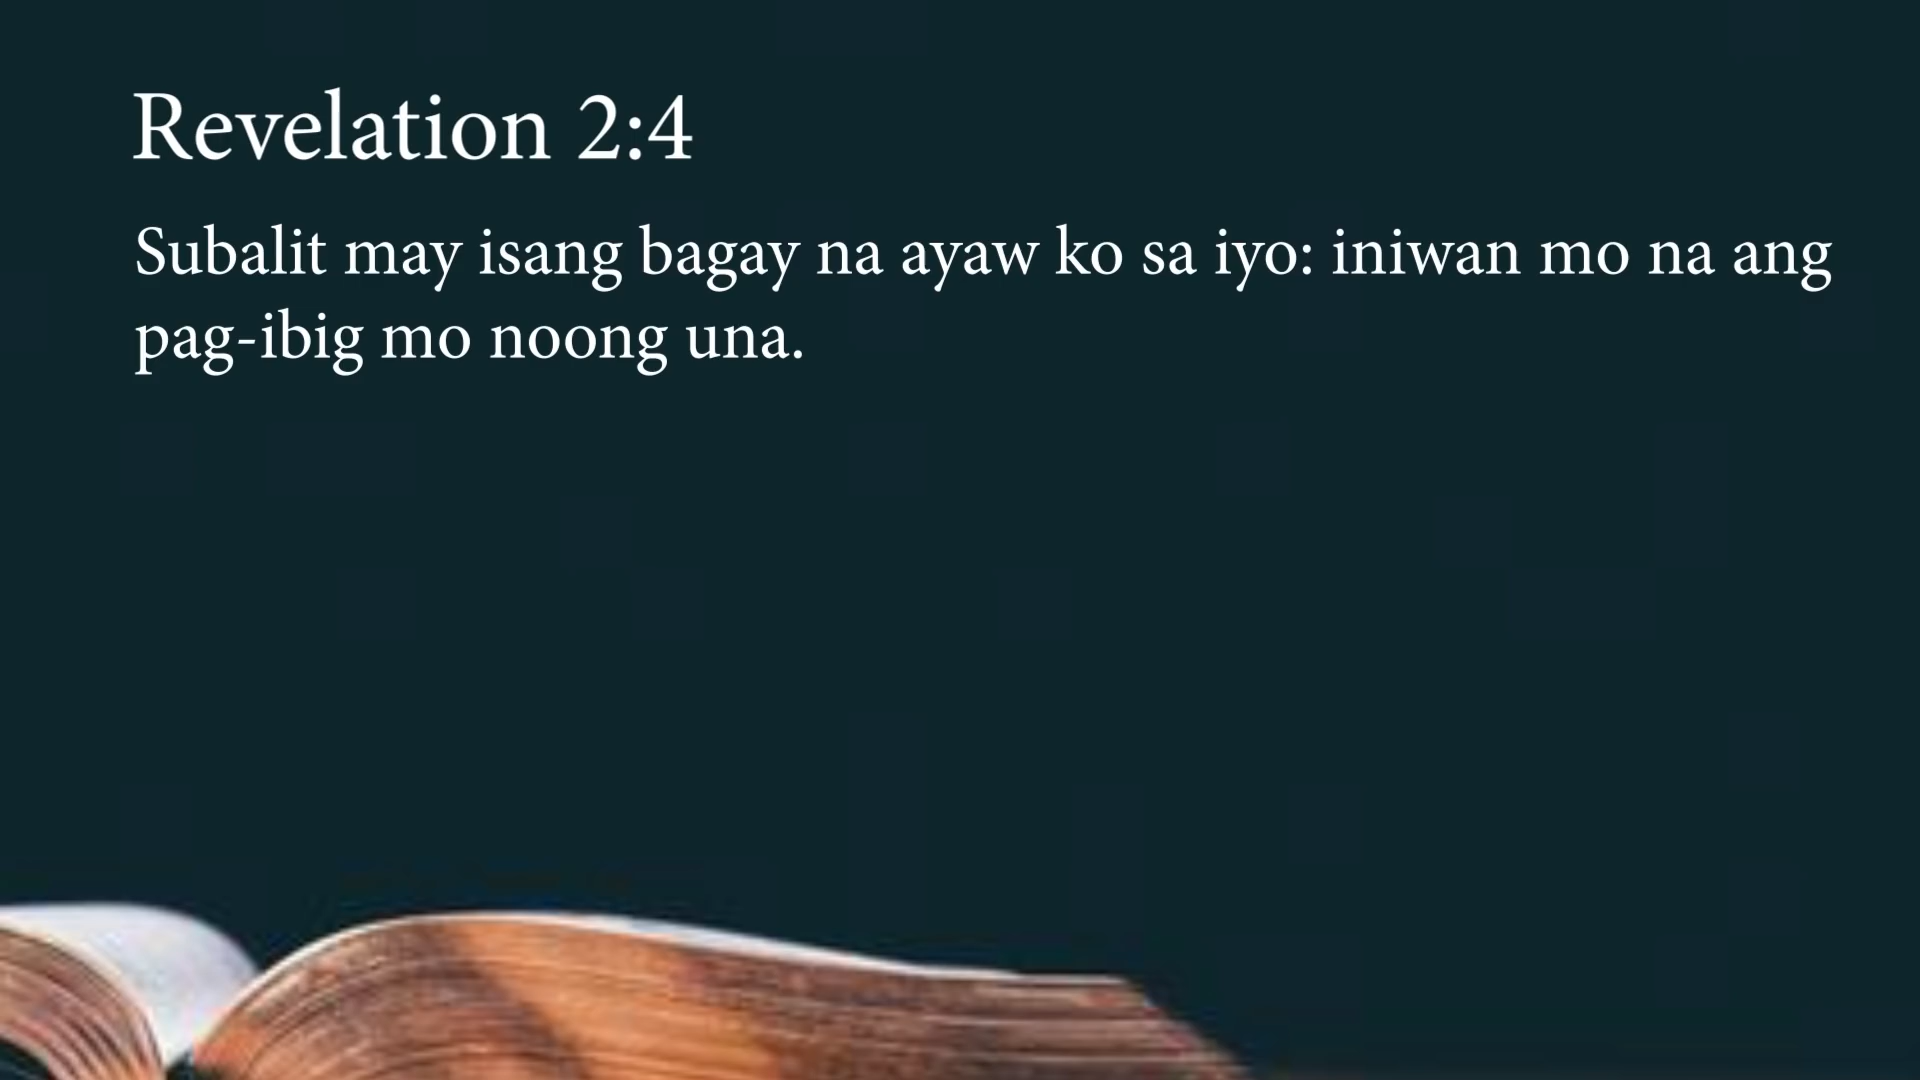 Revelation 2:4
Subalit may isang bagay na ayaw ko sa iyo: iniwan mo na ang
pag-ibig mo noong una.